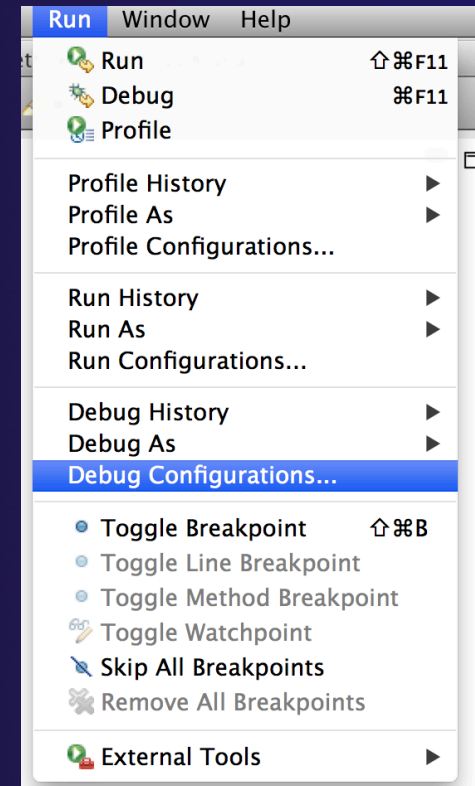 Run Window Help
et
Run ⇧⌘F11
Debug ⌘F11
Profile
Profile History ▶
Profile As ▶
Profile Configurations...
Run History ▶
Run As ▶
Run Configurations...
Debug History ▶
Debug As ▶
Debug Configurations...
Toggle Breakpoint ⇧⌘B
Toggle Line Breakpoint
Toggle Method Breakpoint
Toggle Watchpoint
Skip All Breakpoints
Remove All Breakpoints
External Tools ▶